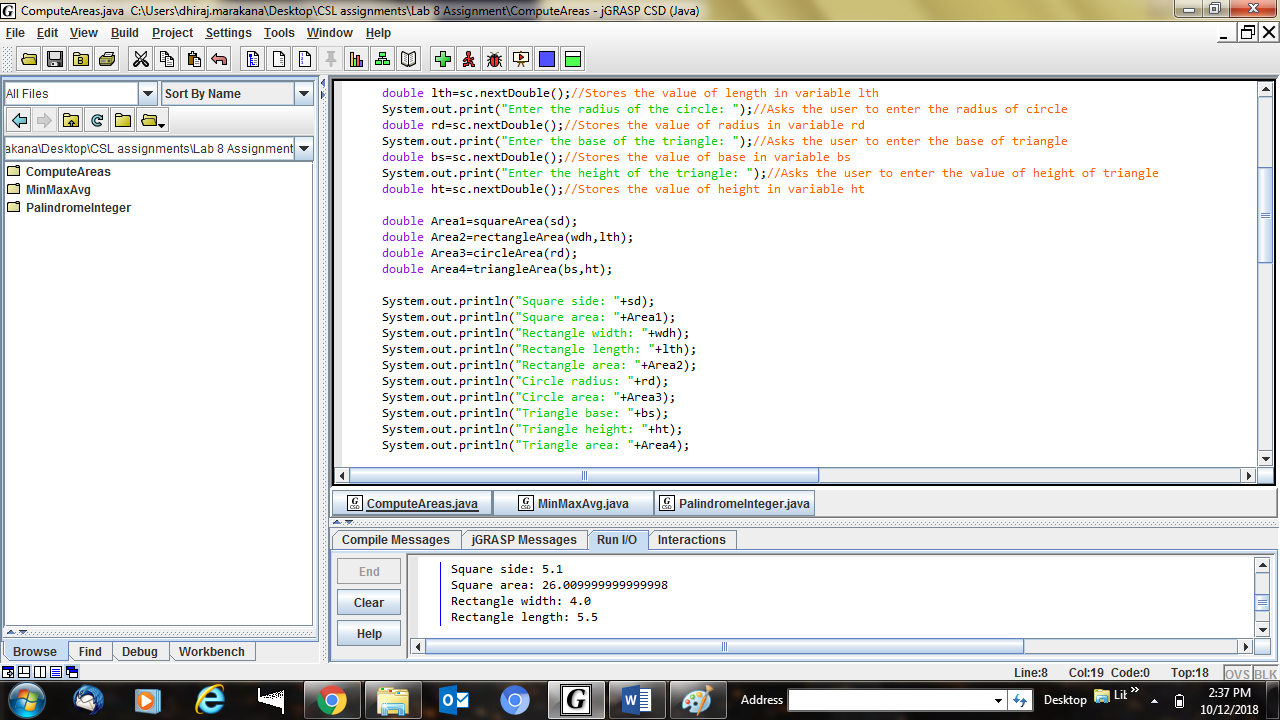 ComputeAreas.java  C:\Users\dhiraj.marakana\Desktop\CSL assignments\Lab 8 Assignment\ComputeAreas - jGRASP CSD (Java)
File Edit View Build Project Settings Tools Window Help
All Files Sort By Name
akana\Desktop\CSL assignments\Lab 8 Assignment
ComputeAreas
MinMaxAvg
PalindromeInteger
Browse Find Debug Workbench
double lth=sc.nextDouble();//Stores the value of length in variable lth
System.out.print("Enter the radius of the circle: ");//Asks the user to enter the radius of circle
double rd=sc.nextDouble();//Stores the value of radius in variable rd
System.out.print("Enter the base of the triangle: ");//Asks the user to enter the base of triangle
double bs=sc.nextDouble();//Stores the value of base in variable bs
System.out.print("Enter the height of the triangle: ");//Asks the user to enter the value of height of triangle
double ht=sc.nextDouble();//Stores the value of height in variable ht
double Area1=squareArea(sd);
double Area2=rectangleArea(wdh,lth);
double Area3=circleArea(rd);
double Area4=triangleArea(bs,ht);
System.out.println("Square side: "+sd);
System.out.println("Square area: "+Area1);
System.out.println("Rectangle width: "+wdh);
System.out.println("Rectangle length: "+lth);
System.out.println("Rectangle area: "+Area2);
System.out.println("Circle radius: "+rd);
System.out.println("Circle area: "+Area3);
System.out.println("Triangle base: "+bs);
System.out.println("Triangle height: "+ht);
System.out.println("Triangle area: "+Area4);
ComputeAreas.java MinMaxAvg.java PalindromeInteger.java
Compile Messages jGRASP Messages Run I/O Interactions
End
Clear
Help
Square side: 5.1
Square area: 26.009999999999998
Rectangle width: 4.0
Rectangle length: 5.5
Line:8 Col:19 Code:0 Top:18 OVS BLK
Address Desktop Lib
2:37 PM
10/12/2018